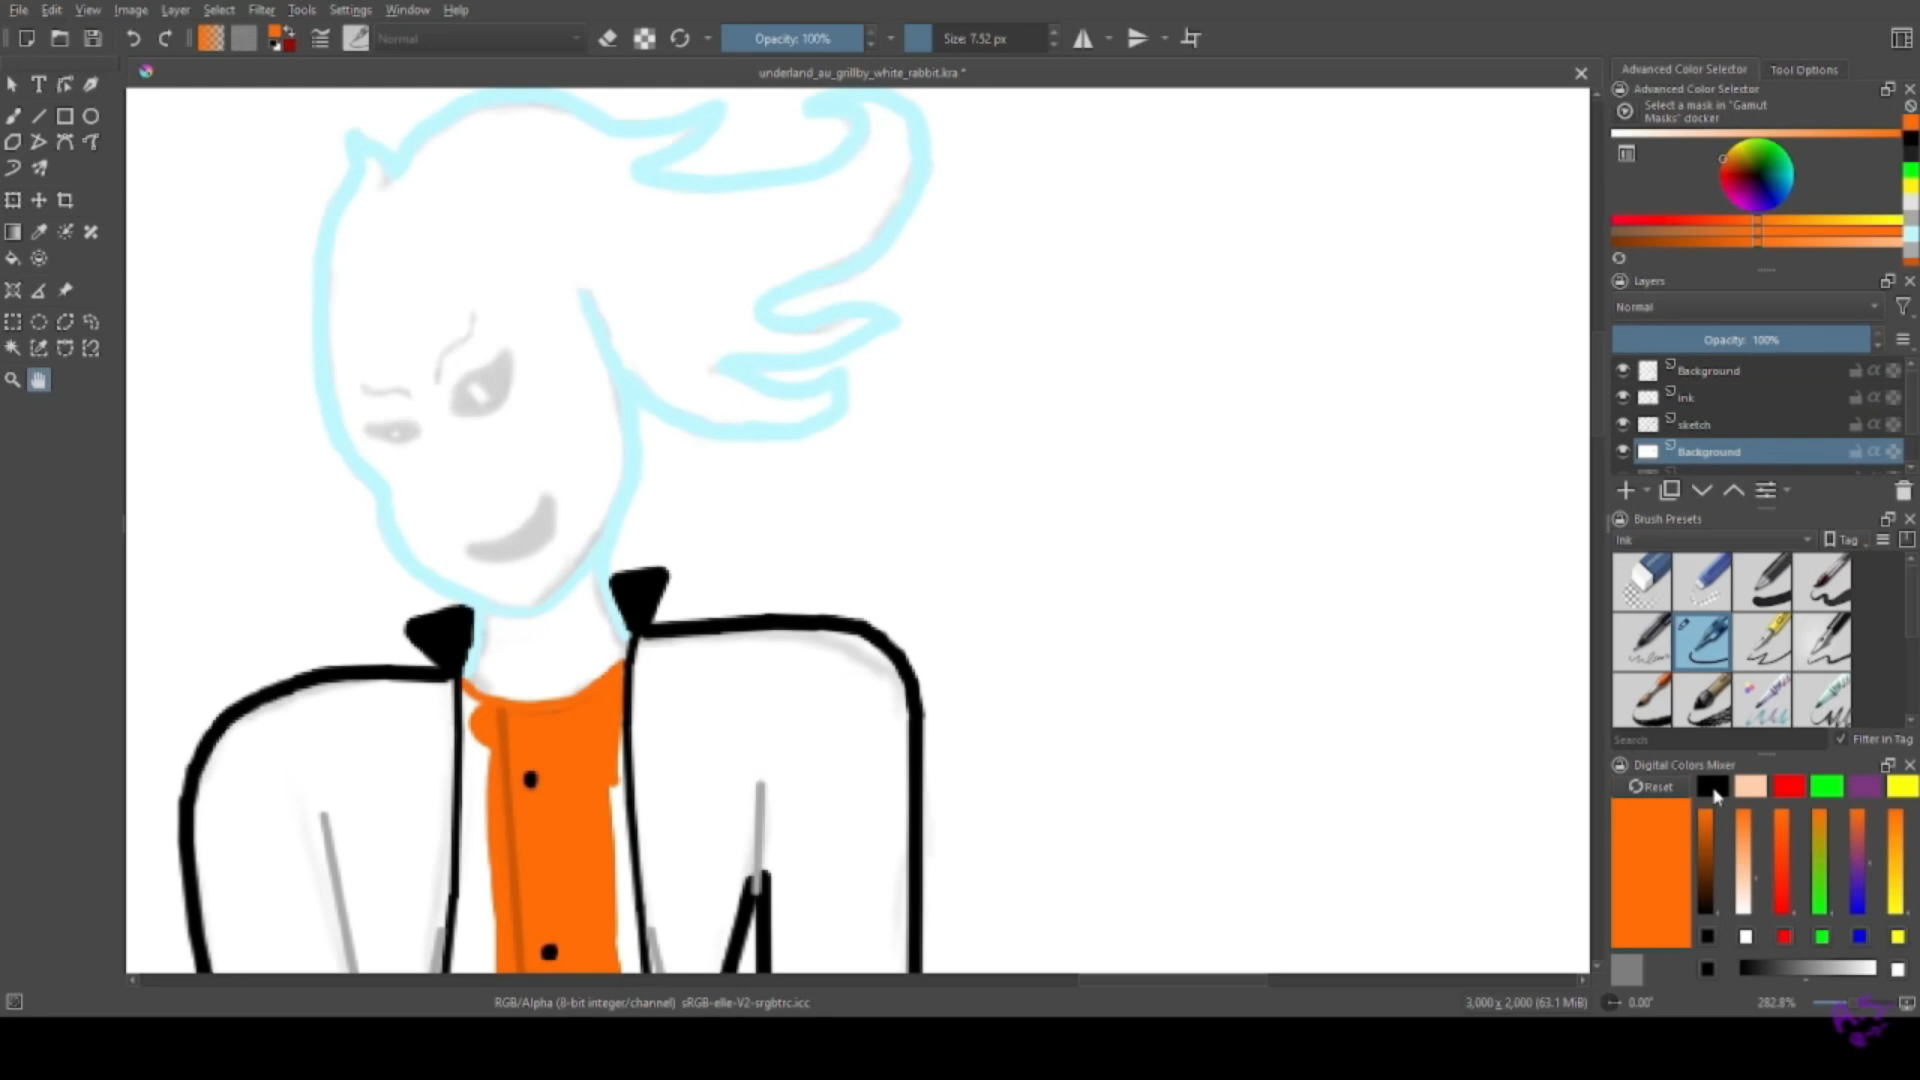 File Edit View Image Layer Select Filter Tools Settings Window Help
Normal
Opacity: 100%
Size: 7.52 px
underland_au_grillby_white_rabbit.kra *
Advanced Color Selector
Tool Options
Advanced Color Selector
Select a mask in "Gamut
Masks" docker
Layers
Normal
Opacity: 100%
Background
Ink
sketch
Background
Brush Presets
Ink
Tag
Search
Filter in Tag
Digital Colors Mixer
Reset
RGB/Alpha (8-bit integer/channel) sRGB-elle-V2-srgbtrc.icc
3,000 x 2,000 (63.1 MiB)
0.00°
282.8%